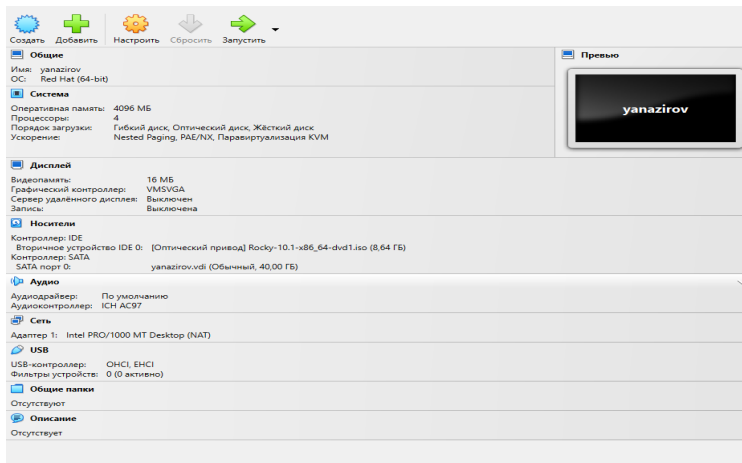 Создать Добавить Настроить Сбросить Запустить
Общие
Имя: yanazirov
ОС: Red Hat (64-bit)
Превью
yanazirov
Система
Оперативная память: 4096 МБ
Процессоры: 4
Порядок загрузки: Гибкий диск, Оптический диск, Жёсткий диск
Ускорение: Nested Paging, PAE/NX, Паравиртуализация KVM
Дисплей
Видеопамять: 16 МБ
Графический контроллер: VMSVGA
Сервер удалённого дисплея: Выключен
Запись: Выключена
Носители
Контроллер: IDE
Вторичное устройство IDE 0: [Оптический привод] Rocky-10.1-x86_64-dvd1.iso (8,64 ГБ)
Контроллер: SATA
SATA порт 0: yanazirov.vdi (Обычный, 40,00 ГБ)
Аудио
Аудиодрайвер: По умолчанию
Аудиоконтроллер: ICH AC97
Сеть
Адаптер 1: Intel PRO/1000 MT Desktop (NAT)
USB
USB-контроллер: OHCI, EHCI
Фильтры устройств: 0 (0 активно)
Общие папки
Отсутствуют
Описание
Отсутствует